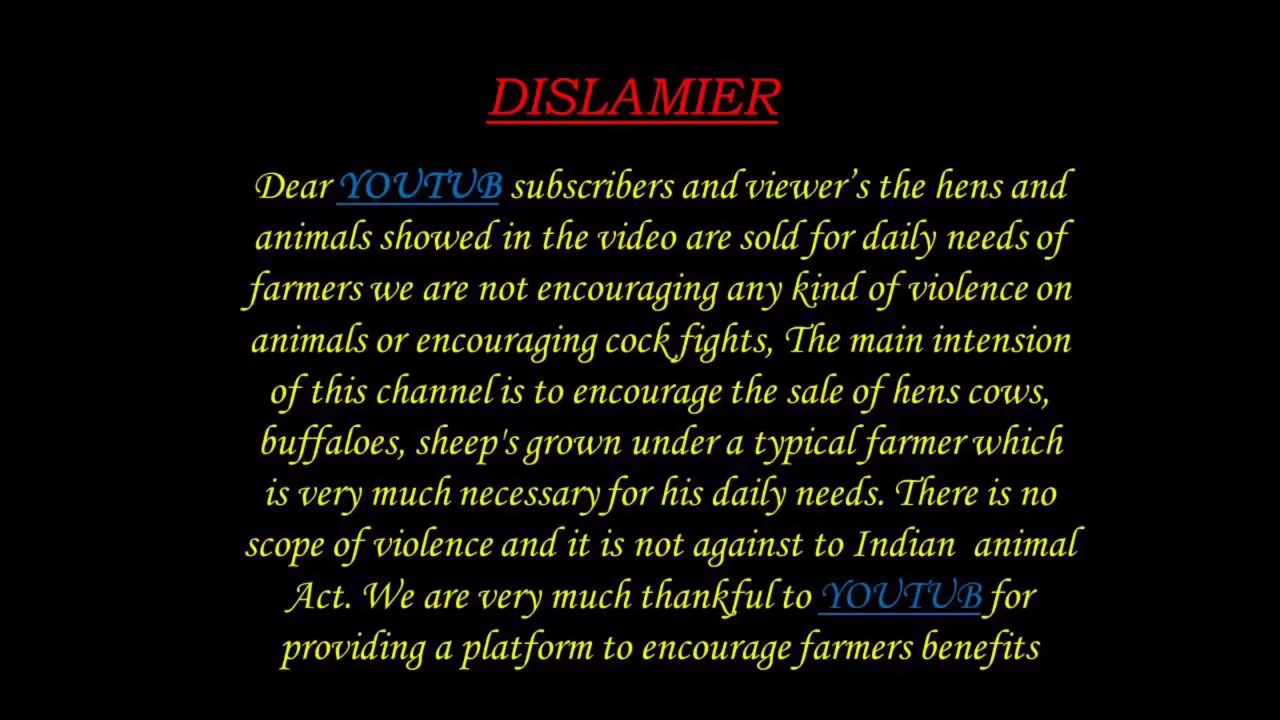 DISLAMIER
Dear YOUTUB subscribers and viewer’s the hens and
animals showed in the video are sold for daily needs of
farmers we are not encouraging any kind of violence on
animals or encouraging cock fights, The main intension
of this channel is to encourage the sale of hens cows,
buffaloes, sheep's grown under a typical farmer which
is very much necessary for his daily needs. There is no
scope of violence and it is not against to Indian animal
Act. We are very much thankful to YOUTUB for
providing a platform to encourage farmers benefits